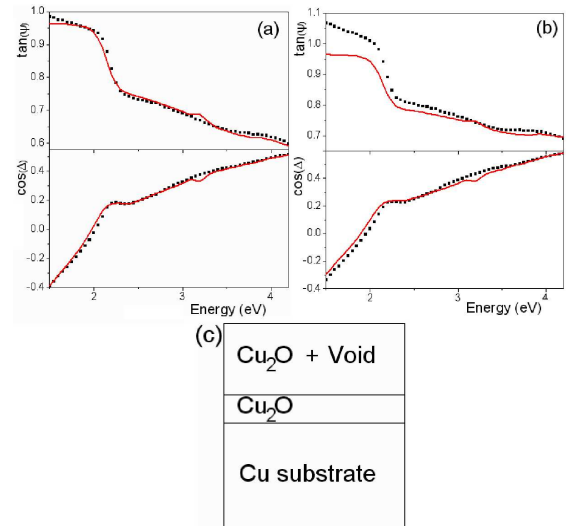 (a)
tan(ψ)
1.0
0.9
0.8
0.7
0.6
cos(Δ)
0.4
0.2
0.0
-0.2
-0.4
2 3 4
Energy (eV)
(b)
tan(ψ)
1.0
0.9
0.8
0.7
cos(Δ)
0.4
0.2
0.0
-0.2
-0.4
2 3 4
Energy (eV)
(c)
Cu₂O + Void
Cu₂O
Cu substrate